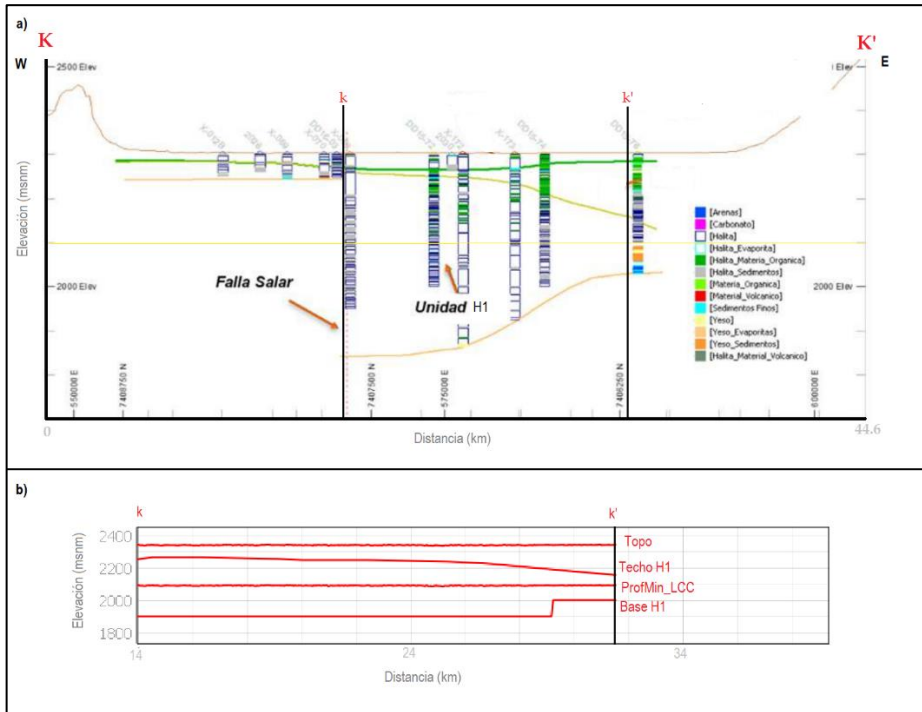 a)
K
K'
W
E
2500 Elev
Elev
k
k'
X-012B
Elevación (msnm)
[Arenas]
[Carbonato]
[Halita]
[Halita_Evaporita]
[Halita_Materia_Organica]
[Halita_Sedimentos]
[Materia_Organica]
[Material_Volcanico]
[Sedimentos Finos]
[Yeso]
[Yeso_Evaporitas]
[Yeso_Sedimentos]
[Halita_Material_Volcanico]
Falla Salar
Unidad H1
2000 Elev
2000 Elev
550000 E
7408750 N
7407500 N
575000 E
7406250 N
600000 E
0
44.6
Distancia (km)
b)
k
k'
Elevación (msnm)
2400
2200
2000
1800
Topo
Techo H1
ProfMin_LCC
Base H1
14
24
34
Distancia (km)